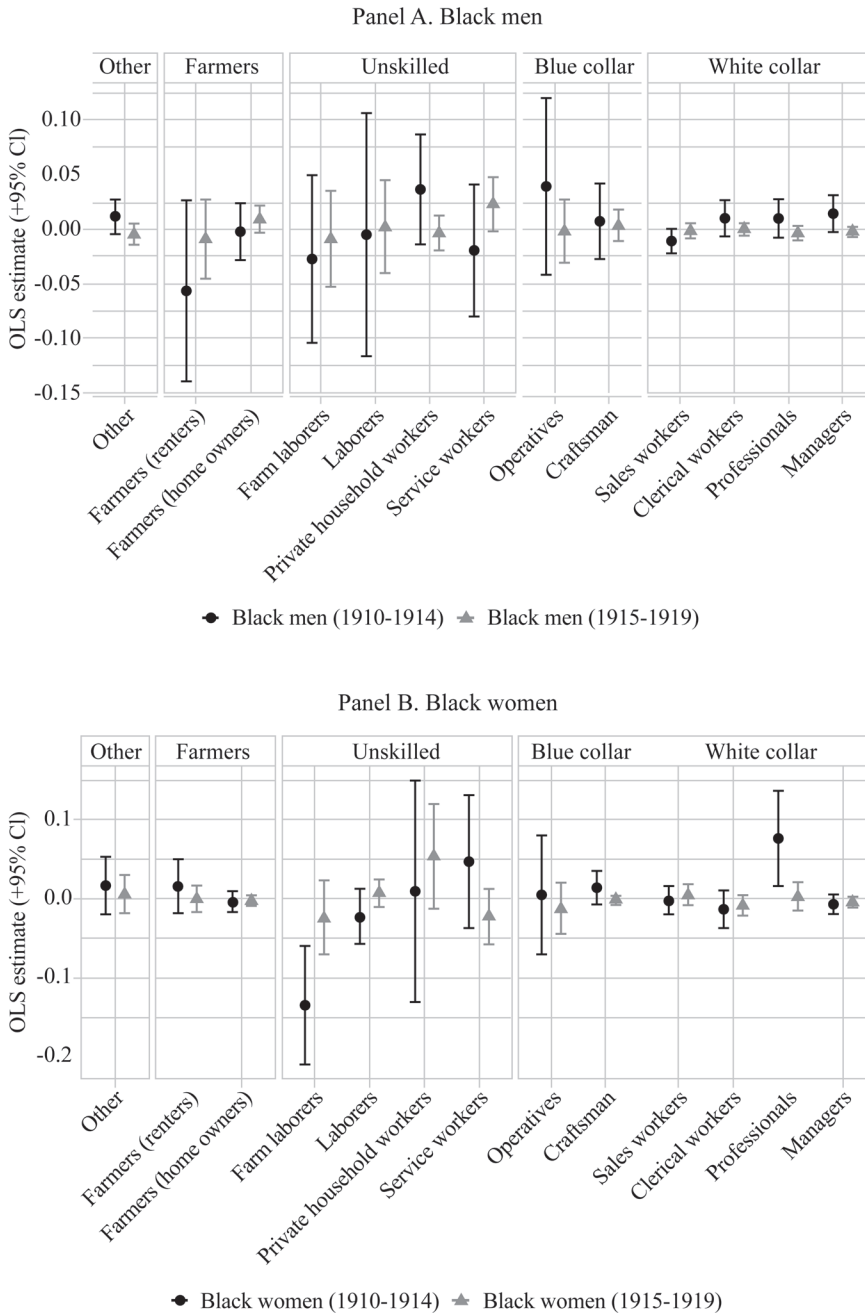 Panel A. Black men
Other Farmers Unskilled Blue collar White collar
OLS estimate (+95% CI)
0.10
0.05
0.00
-0.05
-0.10
-0.15
Other
Farmers (renters)
Farmers (home owners)
Farm laborers
Laborers
Private household workers
Service workers
Operatives
Craftsman
Sales workers
Clerical workers
Professionals
Managers
Black men (1910-1914) Black men (1915-1919)
Panel B. Black women
Other Farmers Unskilled Blue collar White collar
OLS estimate (+95% CI)
0.1
0.0
-0.1
-0.2
Other
Farmers (renters)
Farmers (home owners)
Farm laborers
Laborers
Private household workers
Service workers
Operatives
Craftsman
Sales workers
Clerical workers
Professionals
Managers
Black women (1910-1914) Black women (1915-1919)